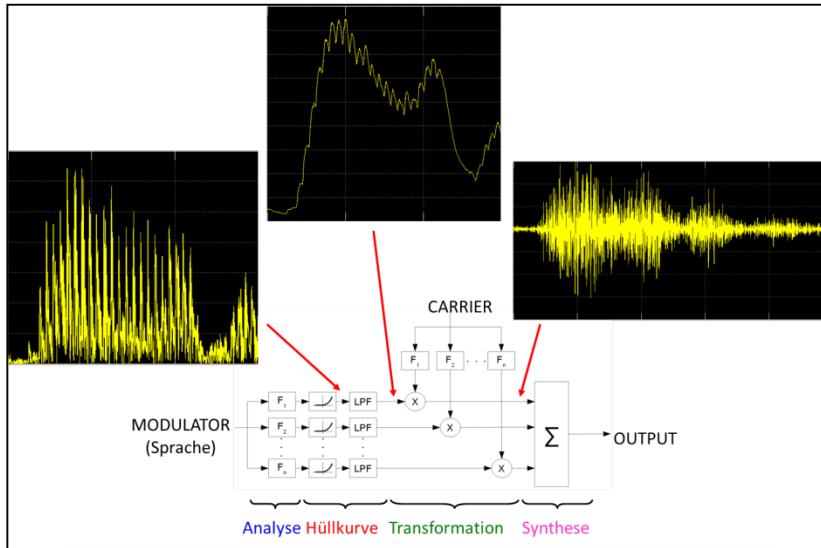 CARRIER
F1 F2 . . . Fn
MODULATOR
(Sprache)
F1 LPF X
F2 LPF X
Fn LPF X
Σ
OUTPUT
Analyse Hüllkurve Transformation Synthese